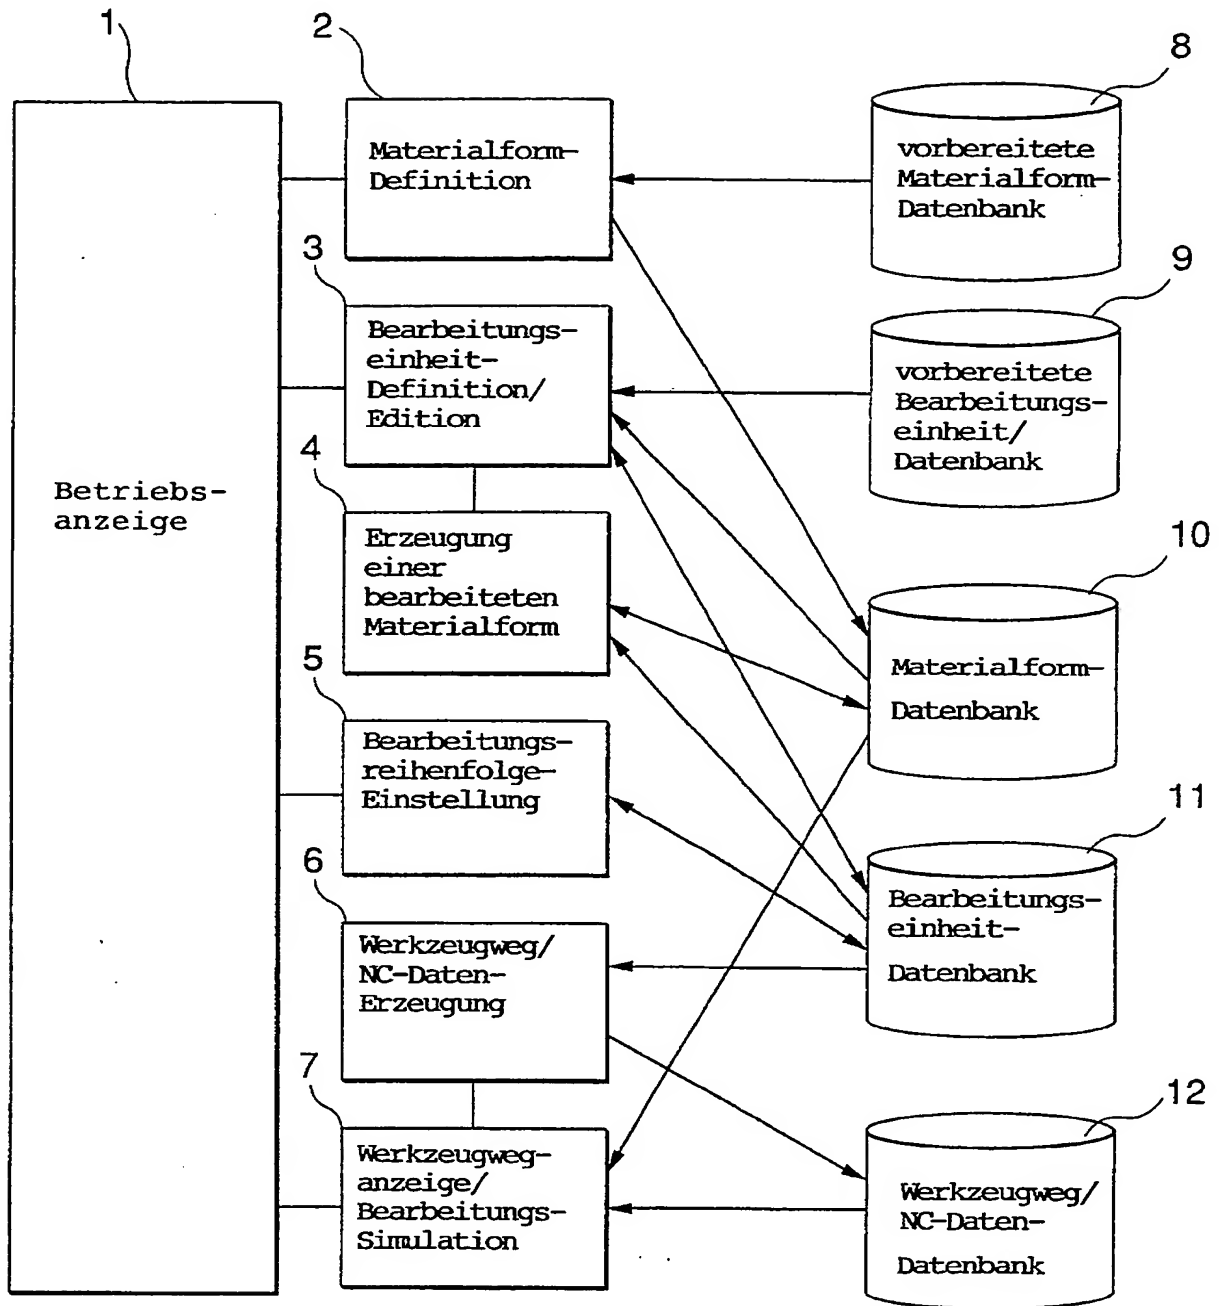 1
2
8
Materialform-
Definition
vorbereitete
Materialform-
Datenbank
3
9
Bearbeitungs-
einheit-
Definition/
Edition
vorbereitete
Bearbeitungs-
einheit/
Datenbank
4
Betriebs-
anzeige
10
Erzeugung
einer
bearbeiteten
Materialform
Materialform-
Datenbank
5
Bearbeitungs-
reihenfolge-
Einstellung
11
6
Bearbeitungs-
einheit-
Datenbank
Werkzeugweg/
NC-Daten-
Erzeugung
7
12
Werkzeugweg-
anzeige/
Bearbeitungs-
Simulation
Werkzeugweg/
NC-Daten-
Datenbank